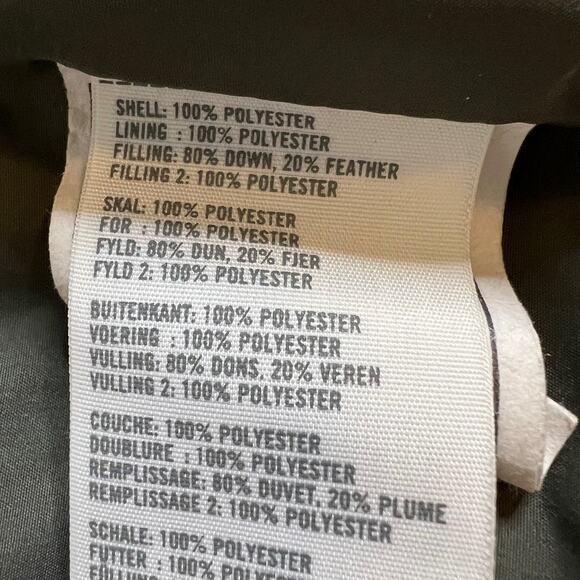 SHELL: 100% POLYESTER
LINING : 100% POLYESTER
FILLING: 80% DOWN, 20% FEATHER
FILLING 2: 100% POLYESTER
SKAL: 100% POLYESTER
FOR : 100% POLYESTER
FYLD: 80% DUN, 20% FJER
FYLD 2: 100% POLYESTER
BUITENKANT: 100% POLYESTER
VOERING : 100% POLYESTER
VULLING: 80% DONS, 20% VEREN
VULLING 2: 100% POLYESTER
COUCHE: 100% POLYESTER
DOUBLURE : 100% POLYESTER
REMPLISSAGE: 80% DUVET, 20% PLUME
REMPLISSAGE 2: 100% POLYESTER
SCHALE: 100% POLYESTER
FUTTER : 100% POLYESTER